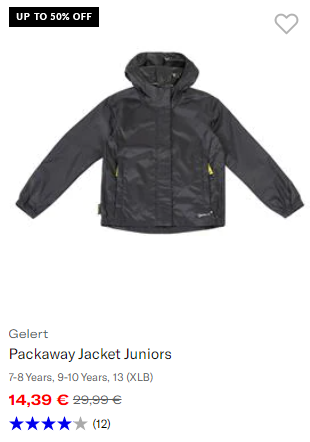 UP TO 50% OFF
Gelert
Packaway Jacket Juniors
7-8 Years, 9-10 Years, 13 (XLB)
14,39 € 29,99 €
(12)